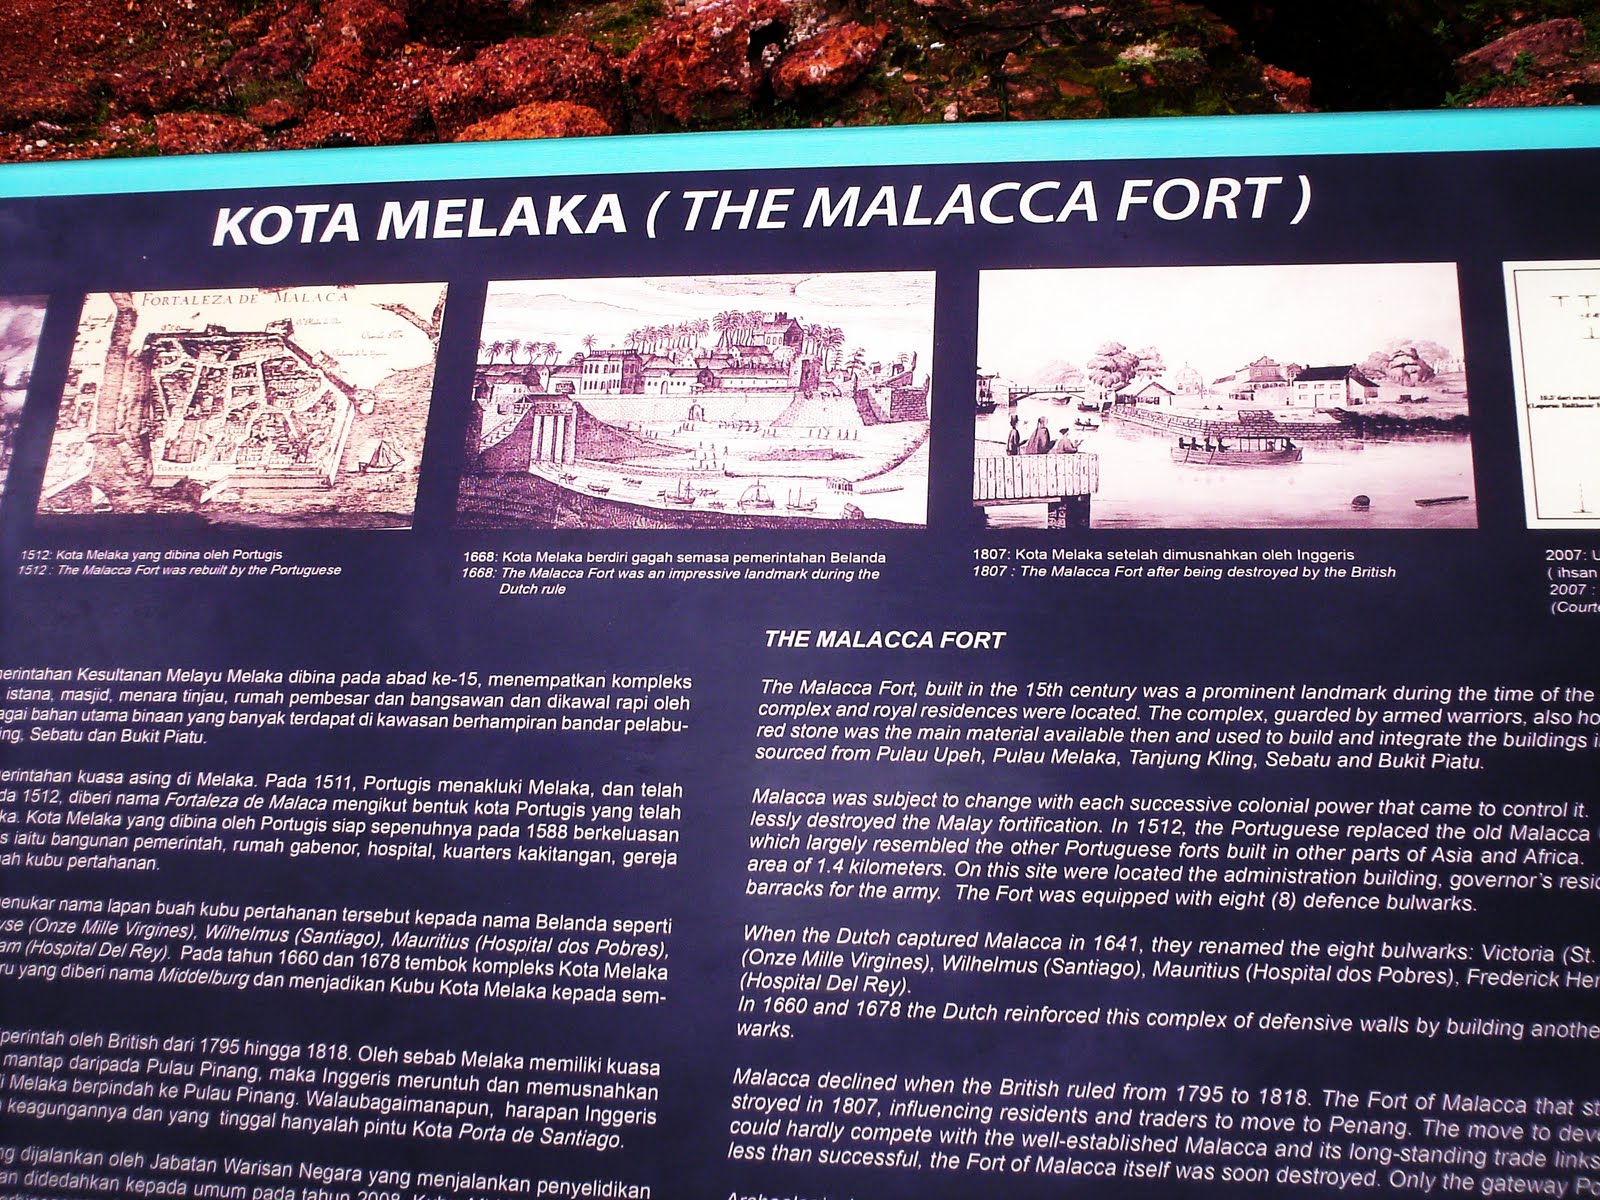 KOTA MELAKA ( THE MALACCA FORT )
FORTALEZA DE MALACA
FORTALEZA
1512: Kota Melaka yang dibina oleh Portugis
1512 : The Malacca Fort was rebuilt by the Portuguese
1668: Kota Melaka berdiri gagah semasa pemerintahan Belanda
1668: The Malacca Fort was an impressive landmark during the
Dutch rule
1807: Kota Melaka setelah dimusnahkan oleh Inggeris
1807 : The Malacca Fort after being destroyed by the British
2007: U
( ihsan
2007 :
(Court
merintahan Kesultanan Melayu Melaka dibina pada abad ke-15, menempatkan kompleks
istana, masjid, menara tinjau, rumah pembesar dan bangsawan dan dikawal rapi oleh
agai bahan utama binaan yang banyak terdapat di kawasan berhampiran bandar pelabu-
ing, Sebatu dan Bukit Piatu.
erintahan kuasa asing di Melaka. Pada 1511, Portugis menakluki Melaka, dan telah
da 1512, diberi nama Fortaleza de Malaca mengikut bentuk kota Portugis yang telah
ka. Kota Melaka yang dibina oleh Portugis siap sepenuhnya pada 1588 berkeluasan
s iaitu bangunan pemerintah, rumah gabenor, hospital, kuarters kakitangan, gereja
ah kubu pertahanan.
enukar nama lapan buah kubu pertahanan tersebut kepada nama Belanda seperti
yse (Onze Mille Virgines), Wilhelmus (Santiago), Mauritius (Hospital dos Pobres),
am (Hospital Del Rey). Pada tahun 1660 dan 1678 tembok kompleks Kota Melaka
ru yang diberi nama Middelburg dan menjadikan Kubu Kota Melaka kepada sem-
perintah oleh British dari 1795 hingga 1818. Oleh sebab Melaka memiliki kuasa
mantap daripada Pulau Pinang, maka Inggeris meruntuh dan memusnahkan
i Melaka berpindah ke Pulau Pinang. Walaubagaimanapun, harapan Inggeris
keagungannya dan yang tinggal hanyalah pintu Kota Porta de Santiago.
ng dijalankan oleh Jabatan Warisan Negara yang menjalankan penyelidikan
an didedahkan kepada umum pada tahun 2008.
THE MALACCA FORT
The Malacca Fort, built in the 15th century was a prominent landmark during the time of the
complex and royal residences were located. The complex, guarded by armed warriors, also ho
red stone was the main material available then and used to build and integrate the buildings i
sourced from Pulau Upeh, Pulau Melaka, Tanjung Kling, Sebatu and Bukit Piatu.
Malacca was subject to change with each successive colonial power that came to control it.
lessly destroyed the Malay fortification. In 1512, the Portuguese replaced the old Malacca
which largely resembled the other Portuguese forts built in other parts of Asia and Africa.
area of 1.4 kilometers. On this site were located the administration building, governor's resi
barracks for the army. The Fort was equipped with eight (8) defence bulwarks.
When the Dutch captured Malacca in 1641, they renamed the eight bulwarks: Victoria (St.
(Onze Mille Virgines), Wilhelmus (Santiago), Mauritius (Hospital dos Pobres), Frederick Hen
(Hospital Del Rey).
In 1660 and 1678 the Dutch reinforced this complex of defensive walls by building anothe
warks.
Malacca declined when the British ruled from 1795 to 1818. The Fort of Malacca that st
stroyed in 1807, influencing residents and traders to move to Penang. The move to deve
could hardly compete with the well-established Malacca and its long-standing trade links
less than successful, the Fort of Malacca itself was soon destroyed. Only the gateway Po